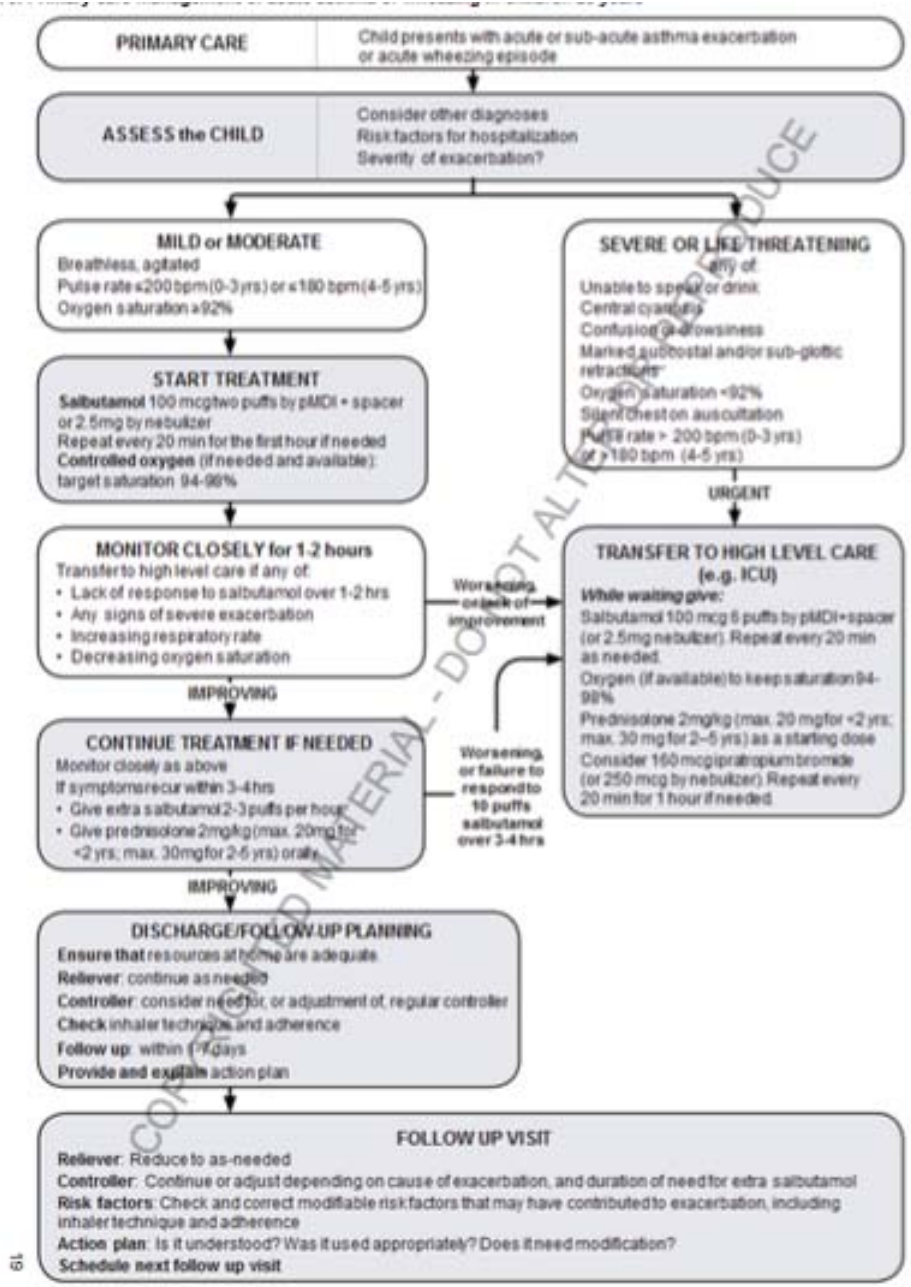 PRIMARY CARE
Child presents with acute or sub-acute asthma exacerbation
or acute wheezing episode
ASSESS the CHILD
Consider other diagnoses
Risk factors for hospitalization
Severity of exacerbation?
MILD or MODERATE
Breathless, agitated
Pulse rate ≤200 bpm (0-3 yrs) or ≤180 bpm (4-5 yrs)
Oxygen saturation ≥92%
SEVERE OR LIFE THREATENING
any of:
Unable to speak or drink
Central cyanosis
Confusion or drowsiness
Marked subcostal and/or sub-glottic
retractions
Oxygen saturation <92%
Silent chest on auscultation
Pulse rate > 200 bpm (0-3 yrs)
or >180 bpm (4-5 yrs)
START TREATMENT
Salbutamol 100 mcg two puffs by pMDI + spacer
or 2.5mg by nebulizer
Repeat every 20 min for the first hour if needed
Controlled oxygen (if needed and available):
target saturation 94-98%
URGENT
MONITOR CLOSELY for 1-2 hours
Transfer to high level care if any of:
• Lack of response to salbutamol over 1-2 hrs
• Any signs of severe exacerbation
• Increasing respiratory rate
• Decreasing oxygen saturation
Worsening,
or lack of
improvement
TRANSFER TO HIGH LEVEL CARE
(e.g. ICU)
While waiting give:
Salbutamol 100 mcg 6 puffs by pMDI+spacer
(or 2.5mg nebulizer). Repeat every 20 min
as needed.
Oxygen (if available) to keep saturation 94-
98%
Prednisolone 2mg/kg (max. 20 mg for <2 yrs;
max. 30 mg for 2–5 yrs) as a starting dose
Consider 160 mcg ipratropium bromide
(or 250 mcg by nebulizer). Repeat every
20 min for 1 hour if needed.
IMPROVING
CONTINUE TREATMENT IF NEEDED
Monitor closely as above
If symptoms recur within 3-4 hrs
• Give extra salbutamol 2-3 puffs per hour
• Give prednisolone 2mg/kg (max. 20mg for
<2 yrs; max. 30mg for 2-5 yrs) orally
Worsening,
or failure to
respond to
10 puffs
salbutamol
over 3-4 hrs
IMPROVING
DISCHARGE/FOLLOW-UP PLANNING
Ensure that resources at home are adequate.
Reliever: continue as needed
Controller: consider need for, or adjustment of, regular controller
Check inhaler technique and adherence
Follow up: within 1-7 days
Provide and explain action plan
FOLLOW UP VISIT
Reliever: Reduce to as-needed
Controller: Continue or adjust depending on cause of exacerbation, and duration of need for extra salbutamol
Risk factors: Check and correct modifiable risk factors that may have contributed to exacerbation, including
inhaler technique and adherence
Action plan: Is it understood? Was it used appropriately? Does it need modification?
Schedule next follow up visit
19
COPYRIGHTED MATERIAL - DO NOT ALTER OR REPRODUCE